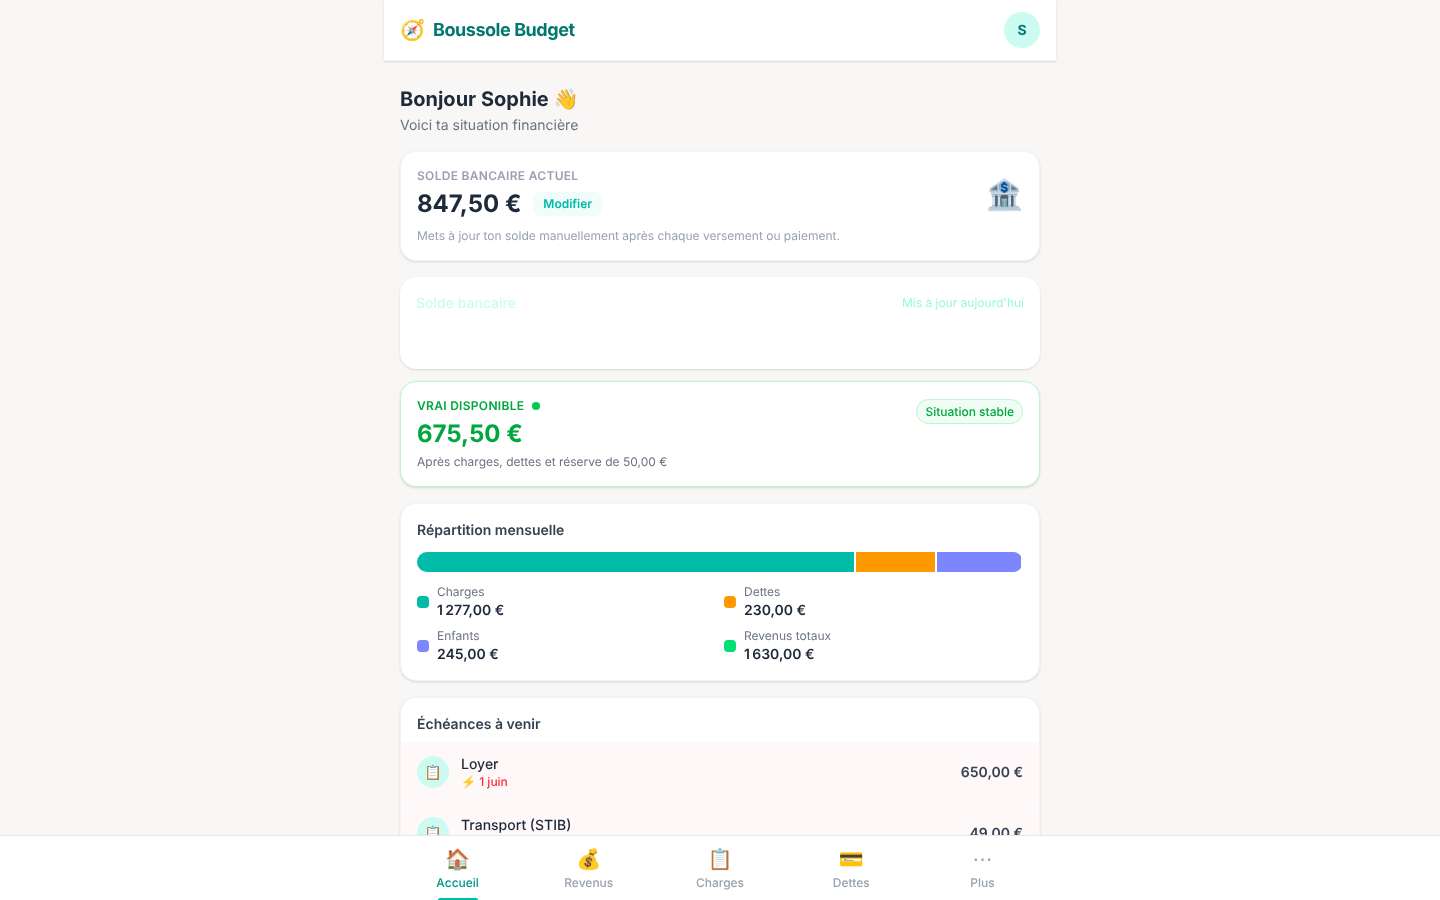 Boussole Budget
S
Bonjour Sophie 👋
Voici ta situation financière
SOLDE BANCAIRE ACTUEL
847,50 €
Modifier
Mets à jour ton solde manuellement après chaque versement ou paiement.
Solde bancaire
Mis à jour aujourd'hui
VRAI DISPONIBLE
Situation stable
675,50 €
Après charges, dettes et réserve de 50,00 €
Répartition mensuelle
Charges
1 277,00 €
Dettes
230,00 €
Enfants
245,00 €
Revenus totaux
1 630,00 €
Échéances à venir
Loyer
⚡ 1 juin
650,00 €
Transport (STIB)
49,00 €
Accueil
Revenus
Charges
Dettes
Plus